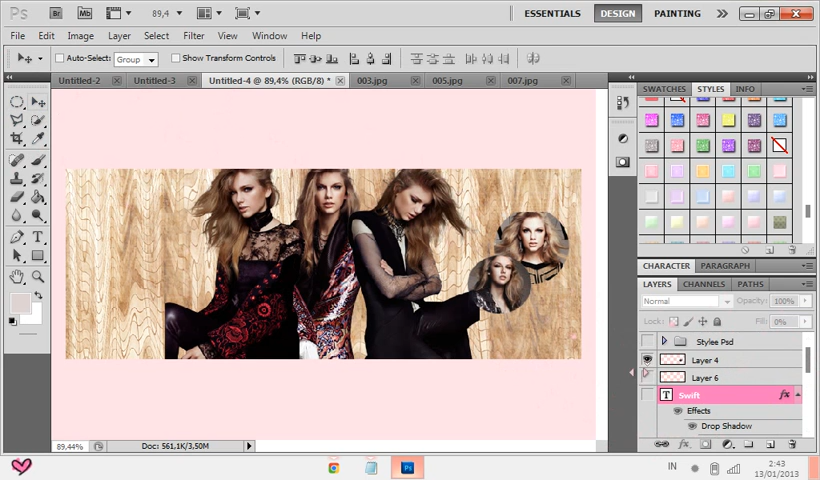 Ps Br Mb 89,4 ESSENTIALS DESIGN PAINTING
File Edit Image Layer Select Filter View Window Help
Auto-Select: Group Show Transform Controls
Untitled-2 Untitled-3 Untitled-4 @ 89,4% (RGB/8) * 003.jpg 005.jpg 007.jpg
SWATCHES STYLES INFO
CHARACTER PARAGRAPH
LAYERS CHANNELS PATHS
Normal Opacity: 100%
Lock: Fill: 0%
Stylee Psd
Layer 4
Layer 6
T Swift fx
Effects
Drop Shadow
89,44% Doc: 561,1K/3,50M
Ps IN 2:43
13/01/2013